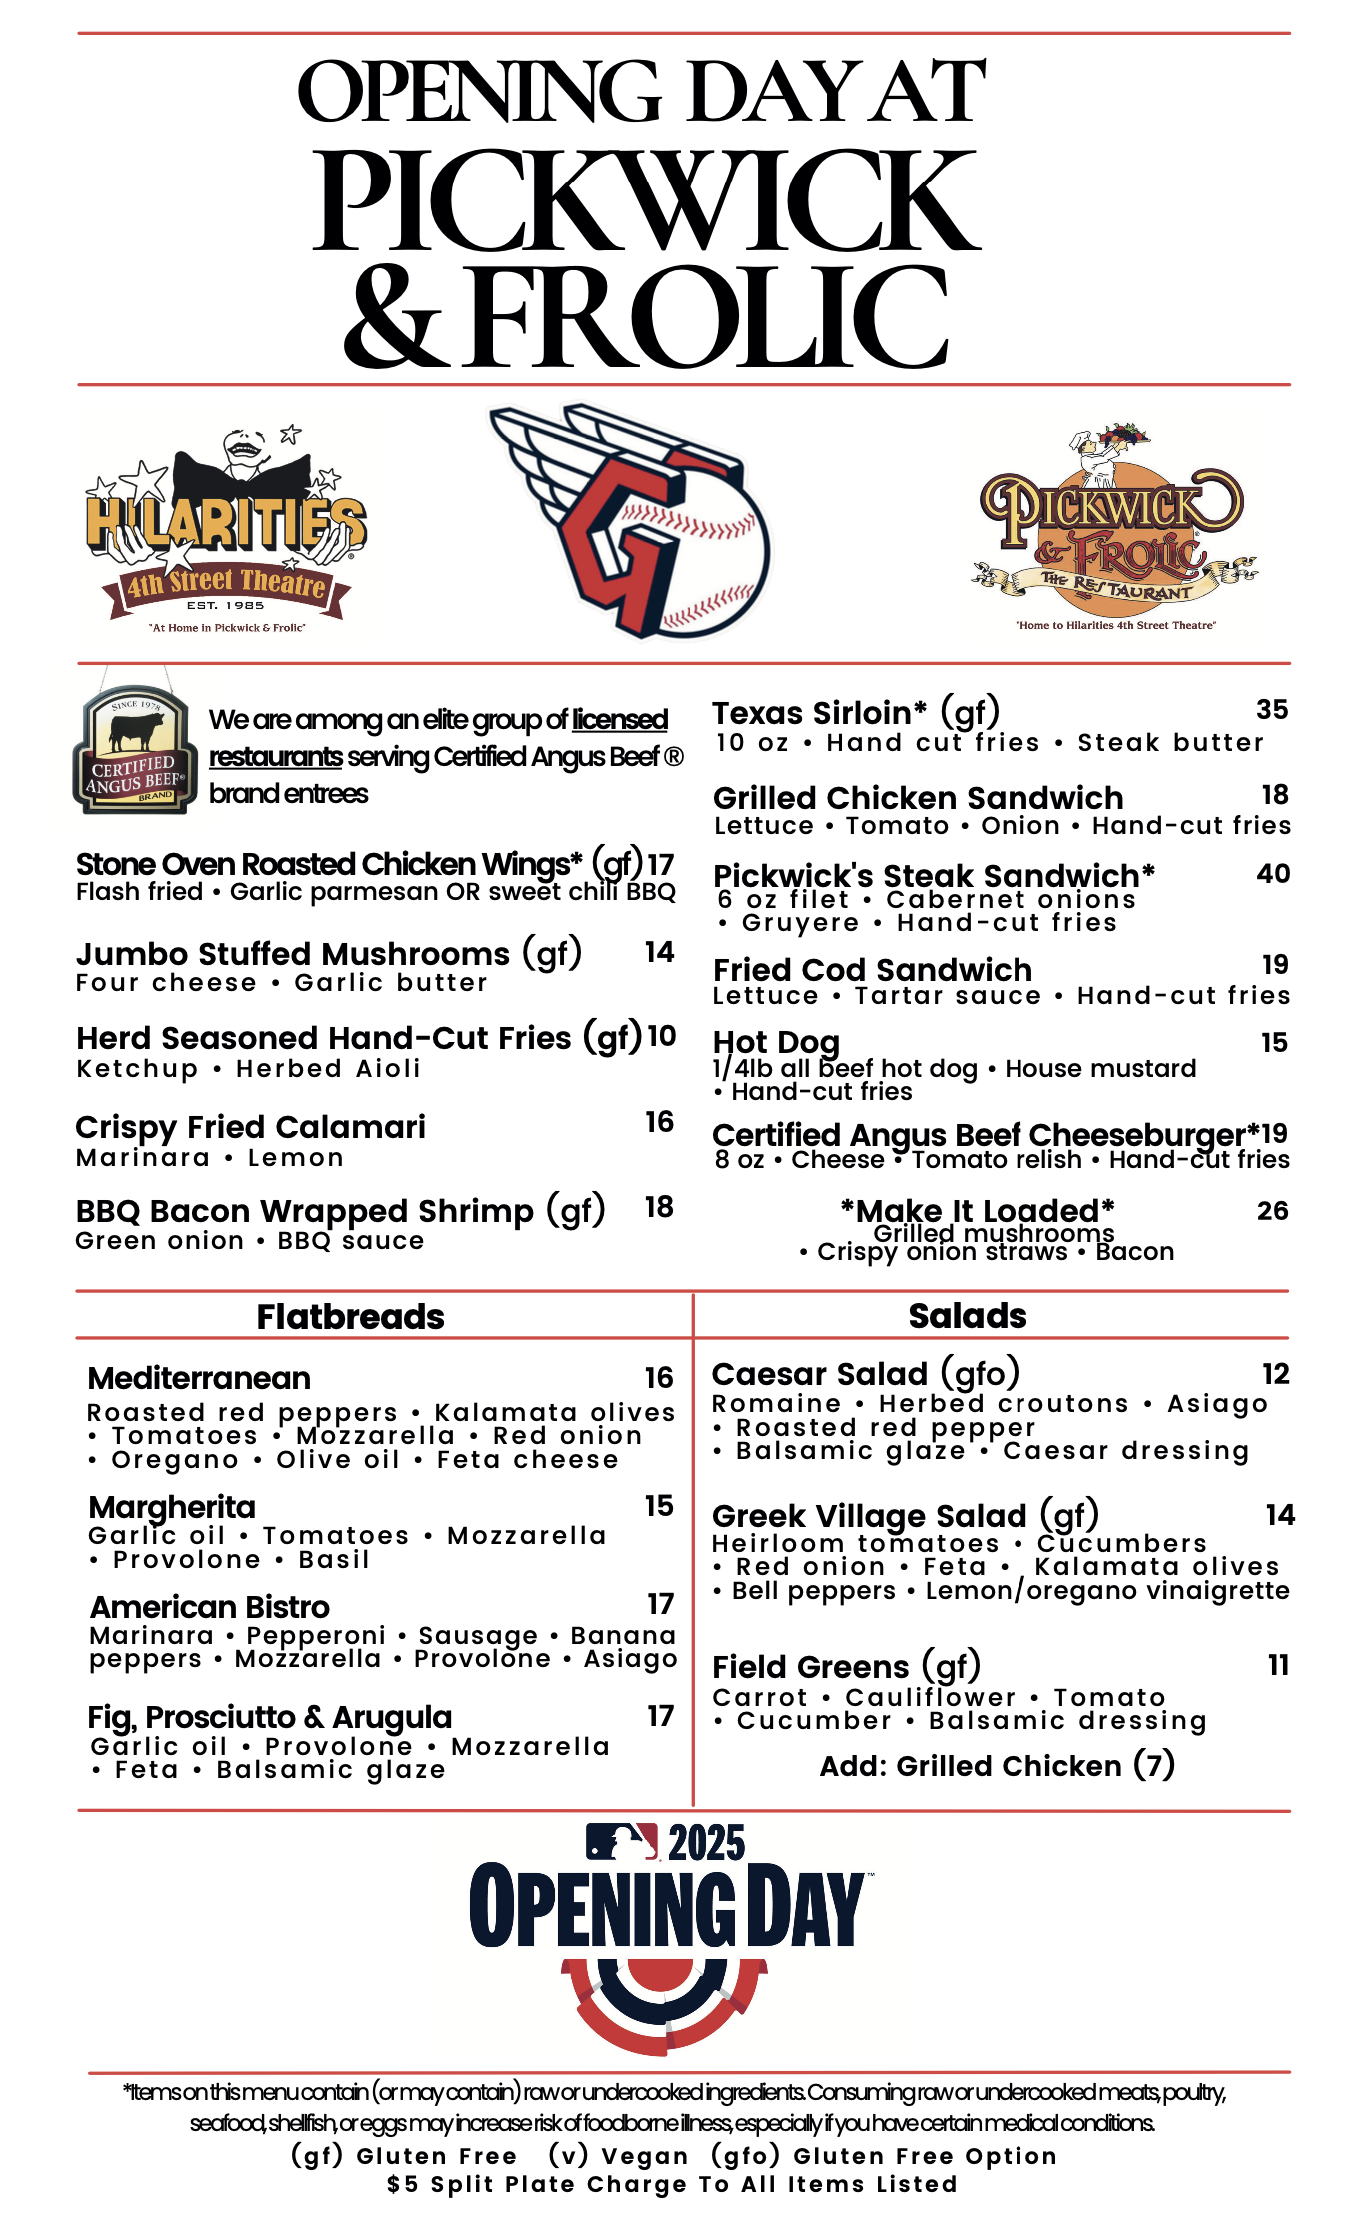 OPENING DAY AT
PICKWICK
& FROLIC
HILARITIES
®
4th Street Theatre
EST. 1985
"At Home in Pickwick & Frolic"
PICKWICK
& FROLIC
®
THE RESTAURANT
"Home to Hilarities 4th Street Theatre"
SINCE 1978
CERTIFIED
ANGUS BEEF®
BRAND
We are among an elite group of licensed
restaurants serving Certified Angus Beef ®
brand entrees
Stone Oven Roasted Chicken Wings* (gf) 17
Flash fried • Garlic parmesan OR sweet chili BBQ
Jumbo Stuffed Mushrooms (gf) 14
Four cheese • Garlic butter
Herd Seasoned Hand-Cut Fries (gf) 10
Ketchup • Herbed Aioli
Crispy Fried Calamari 16
Marinara • Lemon
BBQ Bacon Wrapped Shrimp (gf) 18
Green onion • BBQ sauce
Texas Sirloin* (gf) 35
10 oz • Hand cut fries • Steak butter
Grilled Chicken Sandwich 18
Lettuce • Tomato • Onion • Hand-cut fries
Pickwick's Steak Sandwich* 40
6 oz filet • Cabernet onions
• Gruyere • Hand-cut fries
Fried Cod Sandwich 19
Lettuce • Tartar sauce • Hand-cut fries
Hot Dog 15
1/4lb all beef hot dog • House mustard
• Hand-cut fries
Certified Angus Beef Cheeseburger* 19
8 oz • Cheese • Tomato relish • Hand-cut fries
*Make It Loaded* 26
Grilled mushrooms
• Crispy onion straws • Bacon
Flatbreads
Mediterranean 16
Roasted red peppers • Kalamata olives
• Tomatoes • Mozzarella • Red onion
• Oregano • Olive oil • Feta cheese
Margherita 15
Garlic oil • Tomatoes • Mozzarella
• Provolone • Basil
American Bistro 17
Marinara • Pepperoni • Sausage • Banana
peppers • Mozzarella • Provolone • Asiago
Fig, Prosciutto & Arugula 17
Garlic oil • Provolone • Mozzarella
• Feta • Balsamic glaze
Salads
Caesar Salad (gfo) 12
Romaine • Herbed croutons • Asiago
• Roasted red pepper
• Balsamic glaze • Caesar dressing
Greek Village Salad (gf) 14
Heirloom tomatoes • Cucumbers
• Red onion • Feta • Kalamata olives
• Bell peppers • Lemon/oregano vinaigrette
Field Greens (gf) 11
Carrot • Cauliflower • Tomato
• Cucumber • Balsamic dressing
Add: Grilled Chicken (7)
2025
OPENING DAY™
*Items on this menu contain (or may contain) raw or undercooked ingredients. Consuming raw or undercooked meats, poultry,
seafood, shellfish, or eggs may increase risk of foodborne illness, especially if you have certain medical conditions.
(gf) Gluten Free (v) Vegan (gfo) Gluten Free Option
$5 Split Plate Charge To All Items Listed